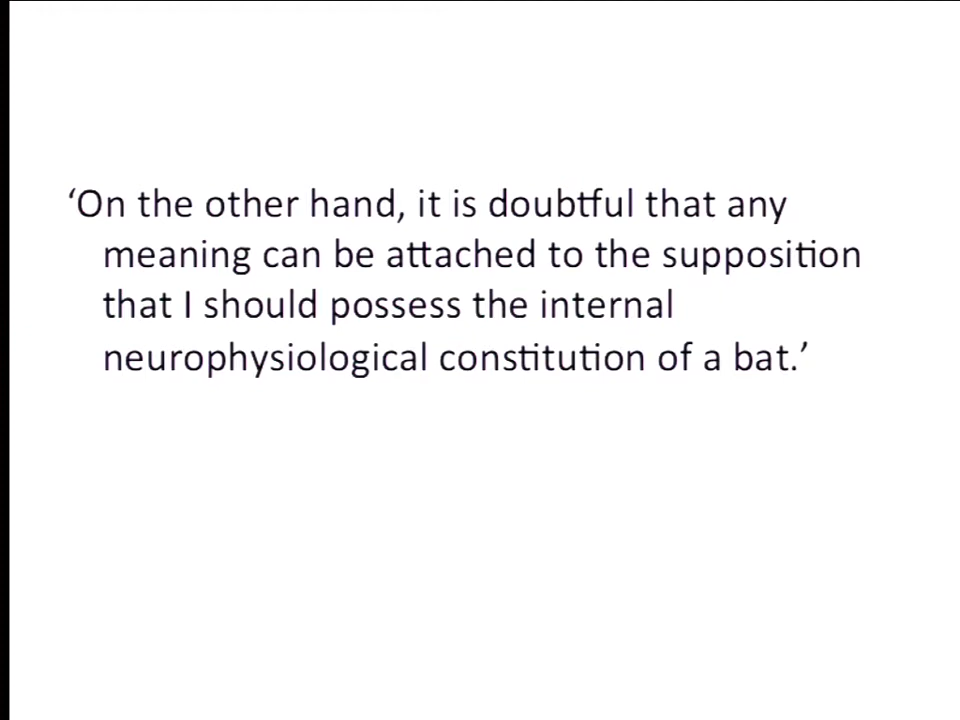 ‘On the other hand, it is doubtful that any
meaning can be attached to the supposition
that I should possess the internal
neurophysiological constitution of a bat.’